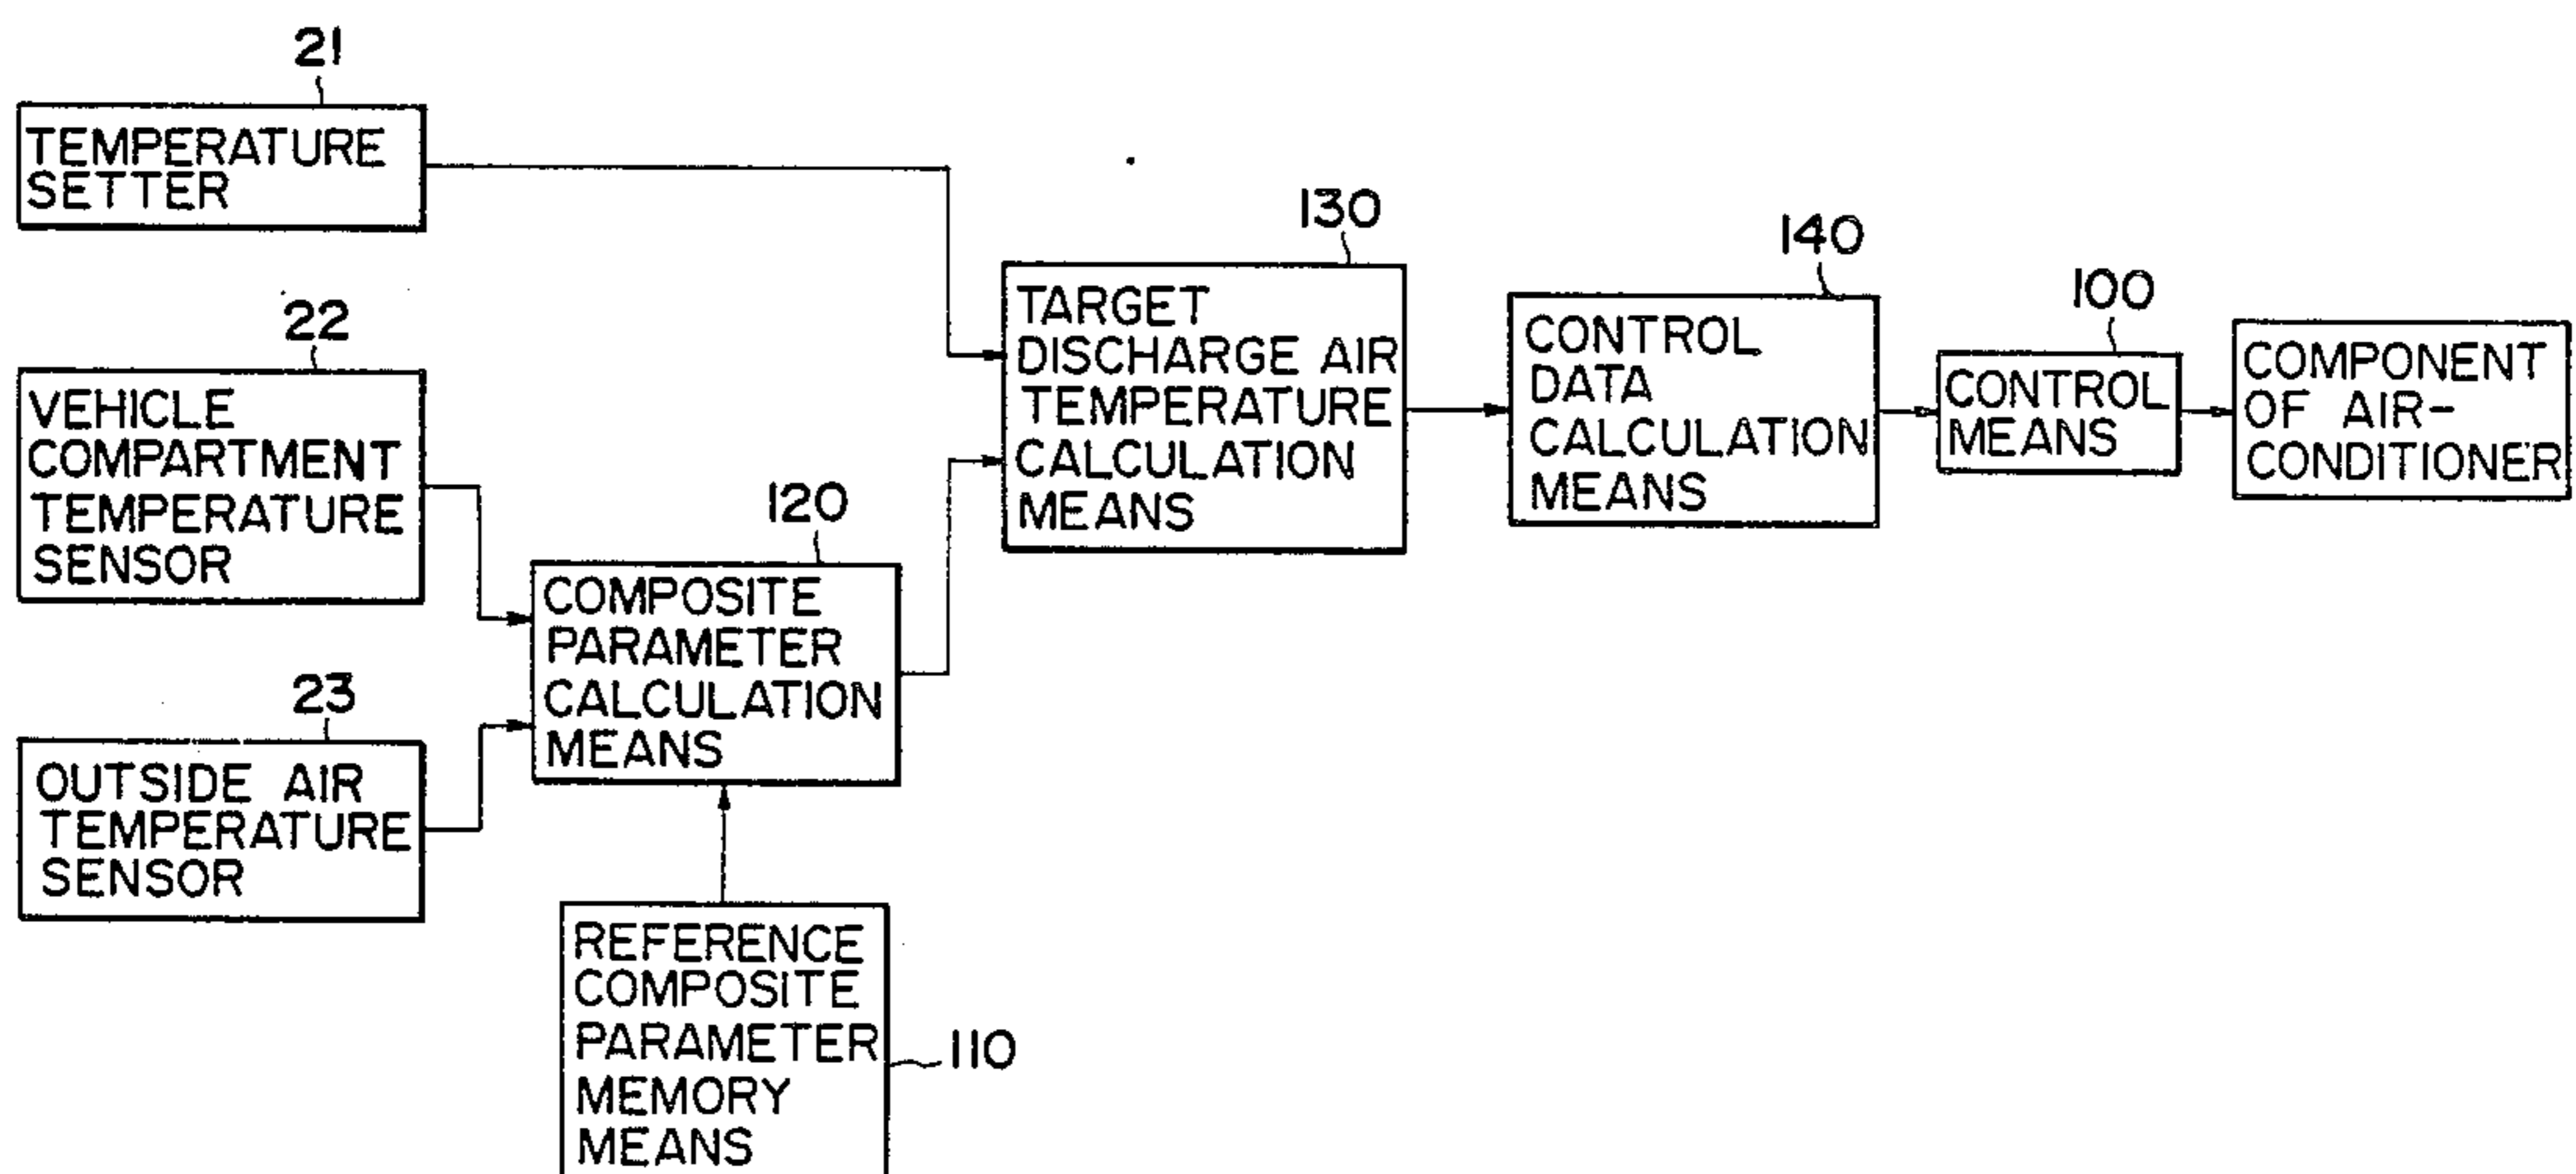 21
TEMPERATURE
SETTER
22
VEHICLE
COMPARTMENT
TEMPERATURE
SENSOR
23
OUTSIDE AIR
TEMPERATURE
SENSOR
120
COMPOSITE
PARAMETER
CALCULATION
MEANS
REFERENCE
COMPOSITE
PARAMETER
MEMORY
MEANS
110
130
TARGET
DISCHARGE AIR
TEMPERATURE
CALCULATION
MEANS
140
CONTROL
DATA
CALCULATION
MEANS
100
CONTROL
MEANS
COMPONENT
OF AIR-
CONDITIONER